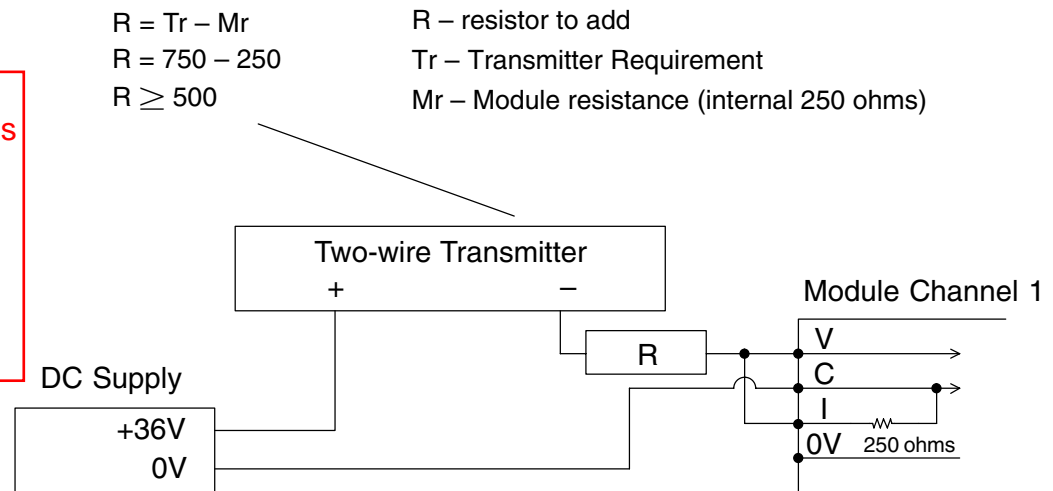 R = Tr – Mr
R = 750 – 250
R ≥ 500
R – resistor to add
Tr – Transmitter Requirement
Mr – Module resistance (internal 250 ohms)
s
Two-wire Transmitter
+ –
Module Channel 1
R
V
C
I
0V 250 ohms
DC Supply
+36V
0V